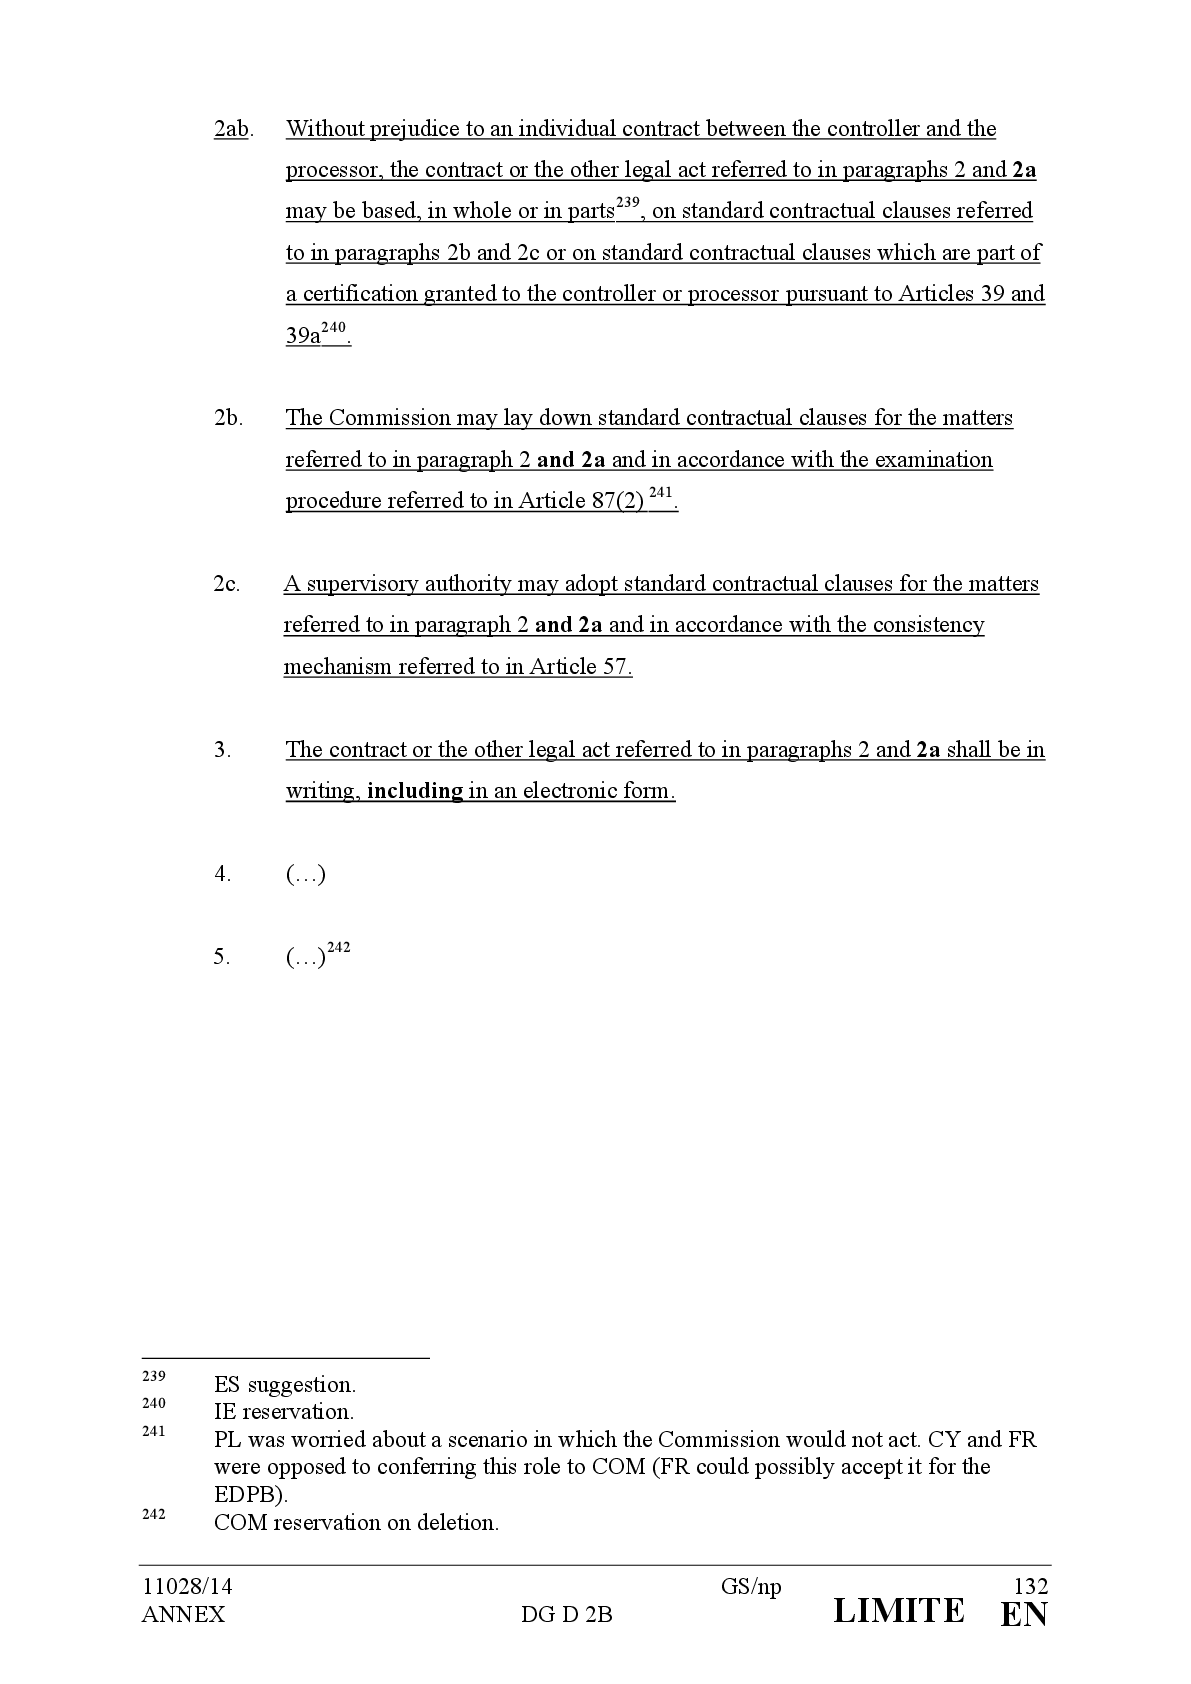 2ab. Without prejudice to an individual contract between the controller and the
processor, the contract or the other legal act referred to in paragraphs 2 and 2a
may be based, in whole or in parts239, on standard contractual clauses referred
to in paragraphs 2b and 2c or on standard contractual clauses which are part of
a certification granted to the controller or processor pursuant to Articles 39 and
39a240.
2b. The Commission may lay down standard contractual clauses for the matters
referred to in paragraph 2 and 2a and in accordance with the examination
procedure referred to in Article 87(2) 241.
2c. A supervisory authority may adopt standard contractual clauses for the matters
referred to in paragraph 2 and 2a and in accordance with the consistency
mechanism referred to in Article 57.
3. The contract or the other legal act referred to in paragraphs 2 and 2a shall be in
writing, including in an electronic form.
4. (…)
5. (…)242
239 ES suggestion.
240 IE reservation.
241 PL was worried about a scenario in which the Commission would not act. CY and FR
were opposed to conferring this role to COM (FR could possibly accept it for the
EDPB).
242 COM reservation on deletion.
11028/14 GS/np 132
ANNEX DG D 2B LIMITE EN